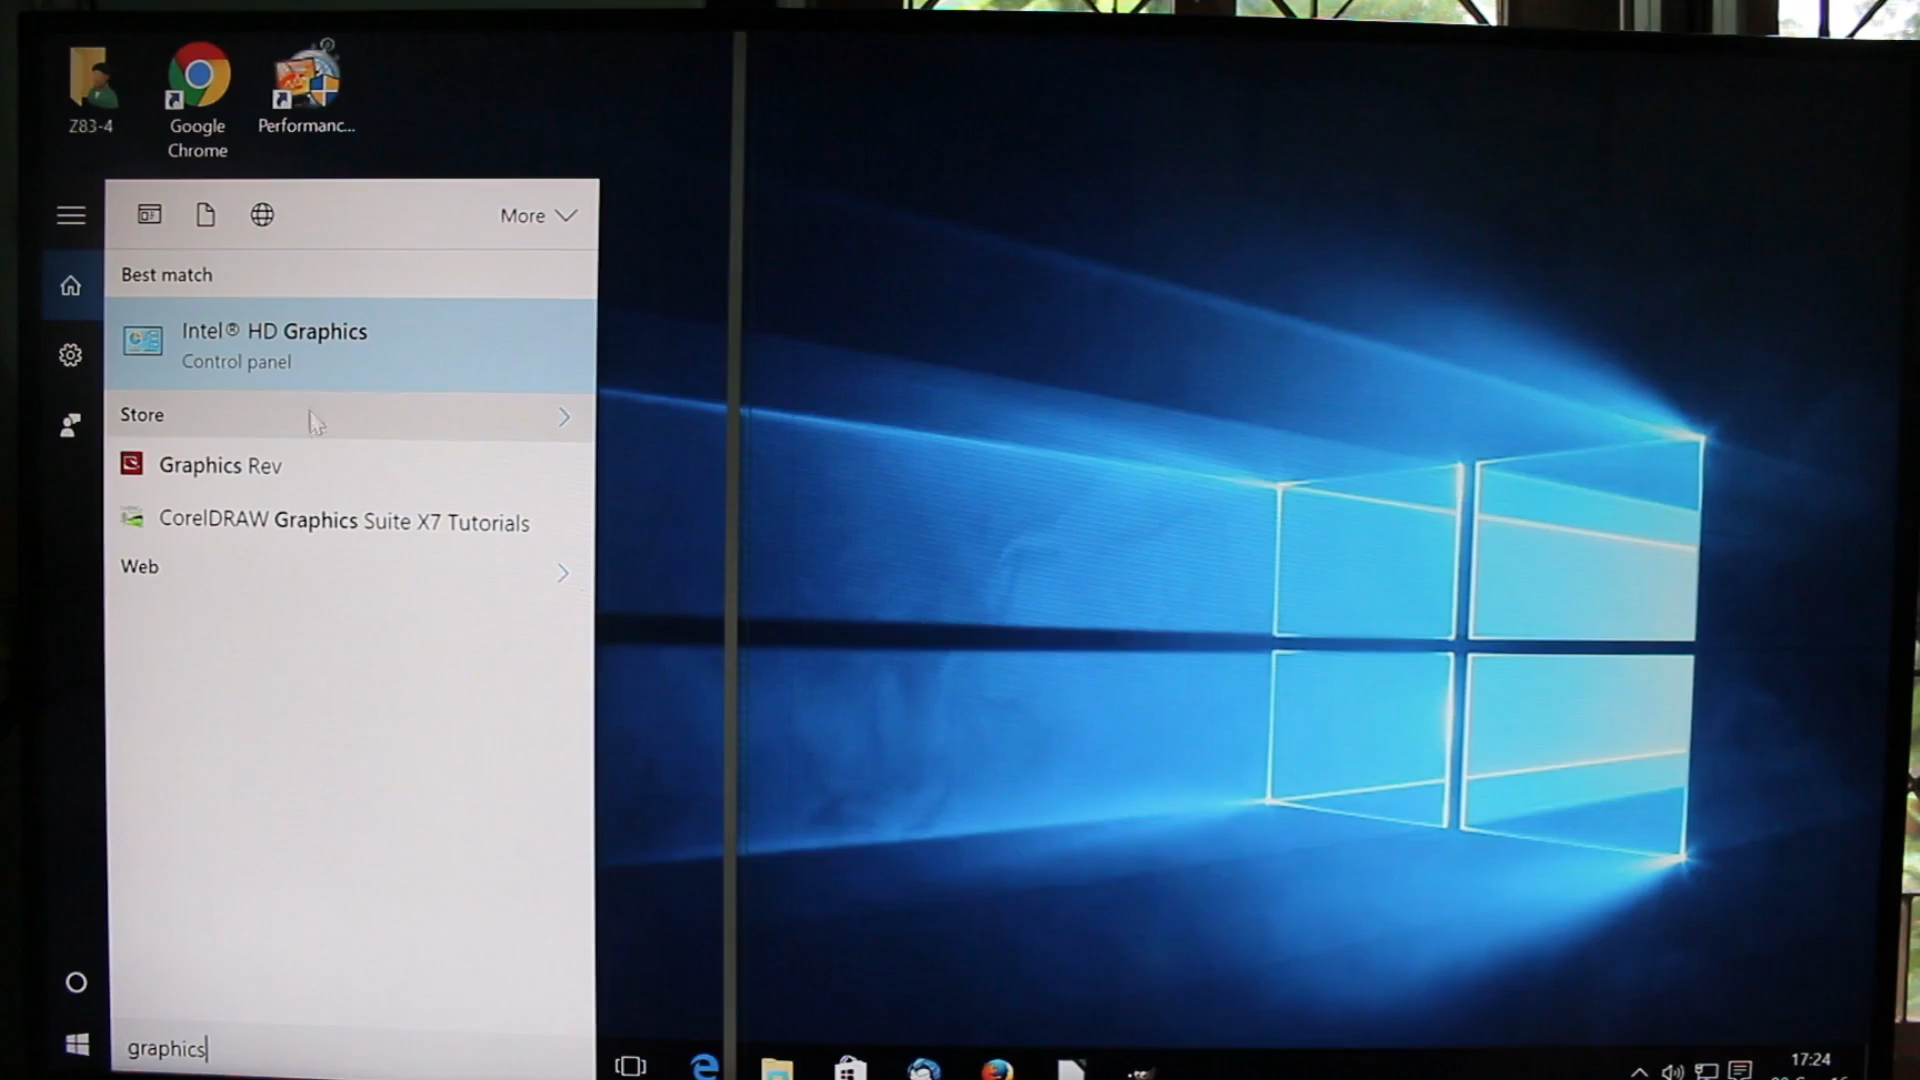 Z83-4
Google
Chrome
Performanc...
More
Best match
Intel® HD Graphics
Control panel
Store
Graphics Rev
CorelDRAW Graphics Suite X7 Tutorials
Web
graphics
17:24